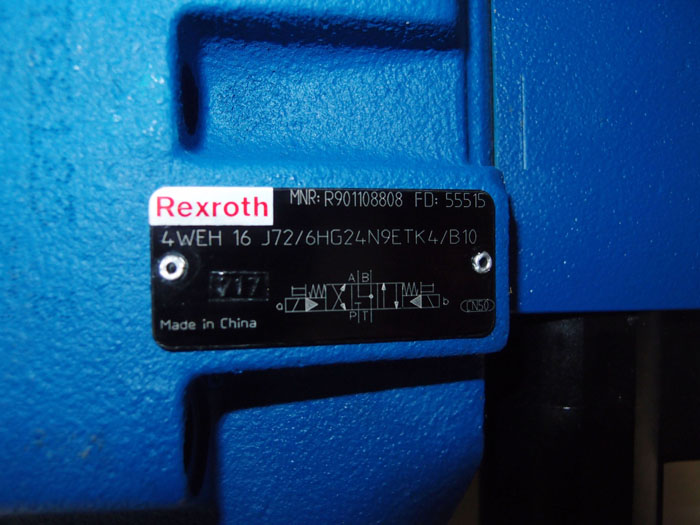 Rexroth MNR: R901108808 FD: 55515
4WEH 16 J72/6HG24N9ETK4/B10
V17
A B
a b
P T
CN50
Made in China